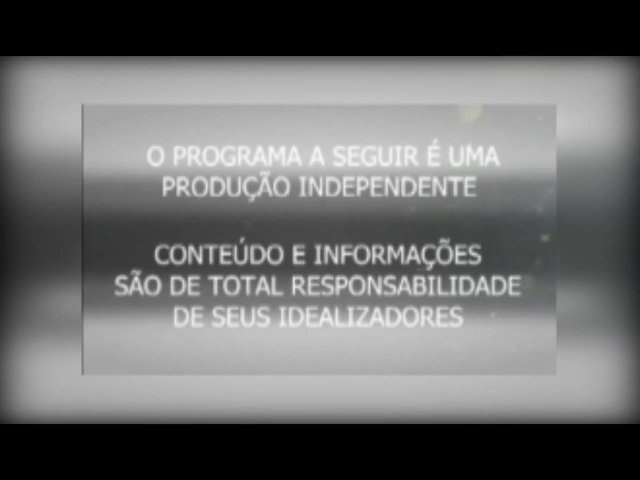 O PROGRAMA A SEGUIR É UMA
PRODUÇÃO INDEPENDENTE
CONTEÚDO E INFORMAÇÕES
SÃO DE TOTAL RESPONSABILIDADE
DE SEUS IDEALIZADORES